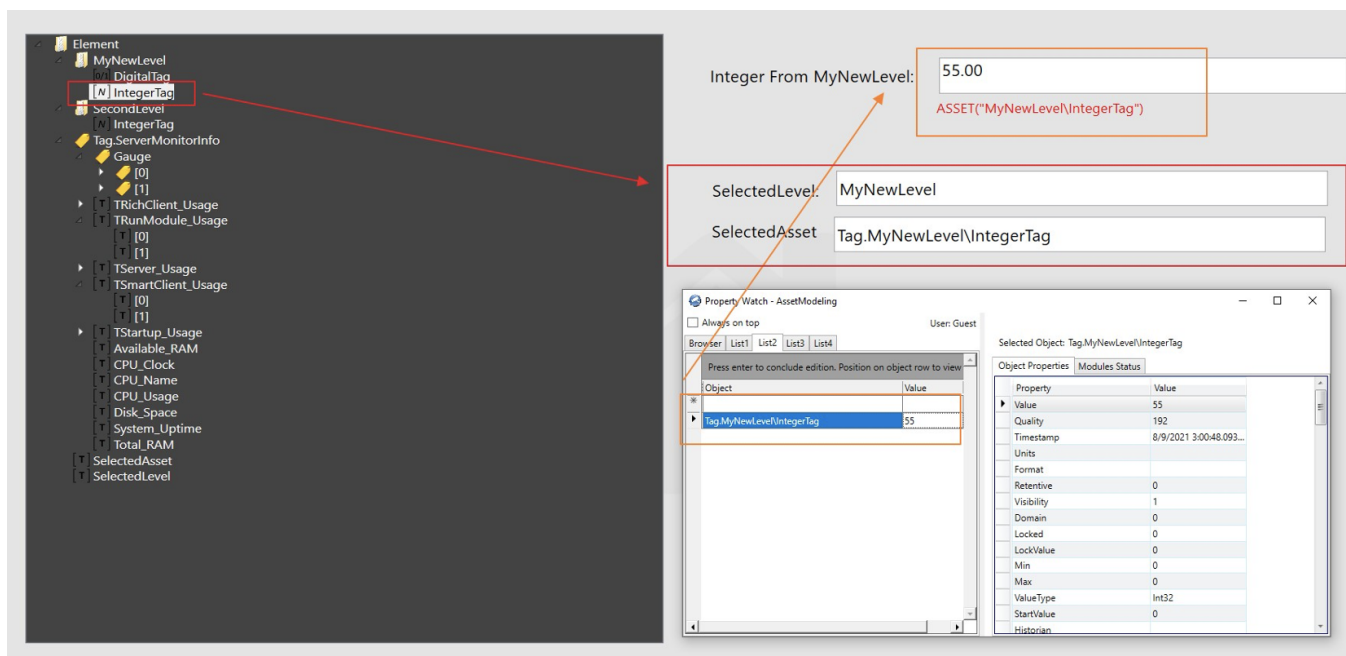 Element
MyNewLevel
[0/1] DigitalTag
[N] IntegerTag
SecondLevel
[N] IntegerTag
Tag.ServerMonitorInfo
Gauge
[0]
[1]
[T] TRichClient_Usage
[T] TRunModule_Usage
[T] [0]
[T] [1]
[T] TServer_Usage
[T] TSmartClient_Usage
[T] [0]
[T] [1]
[T] TStartup_Usage
[T] Available_RAM
[T] CPU_Clock
[T] CPU_Name
[T] CPU_Usage
[T] Disk_Space
[T] System_Uptime
[T] Total_RAM
[T] SelectedAsset
[T] SelectedLevel
Integer From MyNewLevel: 55.00
ASSET("MyNewLevel\IntegerTag")
SelectedLevel: MyNewLevel
SelectedAsset Tag.MyNewLevel\IntegerTag
Property Watch - AssetModeling
Always on top User: Guest
Browser List1 List2 List3 List4
Press enter to conclude edition. Position on object row to view
Object Value
Tag.MyNewLevel\IntegerTag 55
Selected Object: Tag.MyNewLevel\IntegerTag
Object Properties Modules Status
Property Value
Value 55
Quality 192
Timestamp 8/9/2021 3:00:48.093...
Units
Format
Retentive 0
Visibility 1
Domain 0
Locked 0
LockValue 0
Min 0
Max 0
ValueType Int32
StartValue 0
Historian